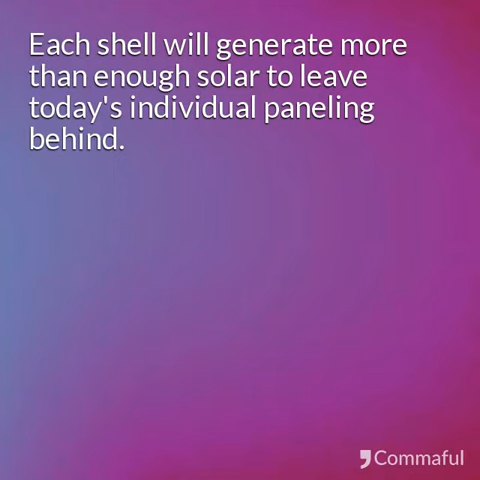 Each shell will generate more
than enough solar to leave
today's individual paneling
behind.
Commaful